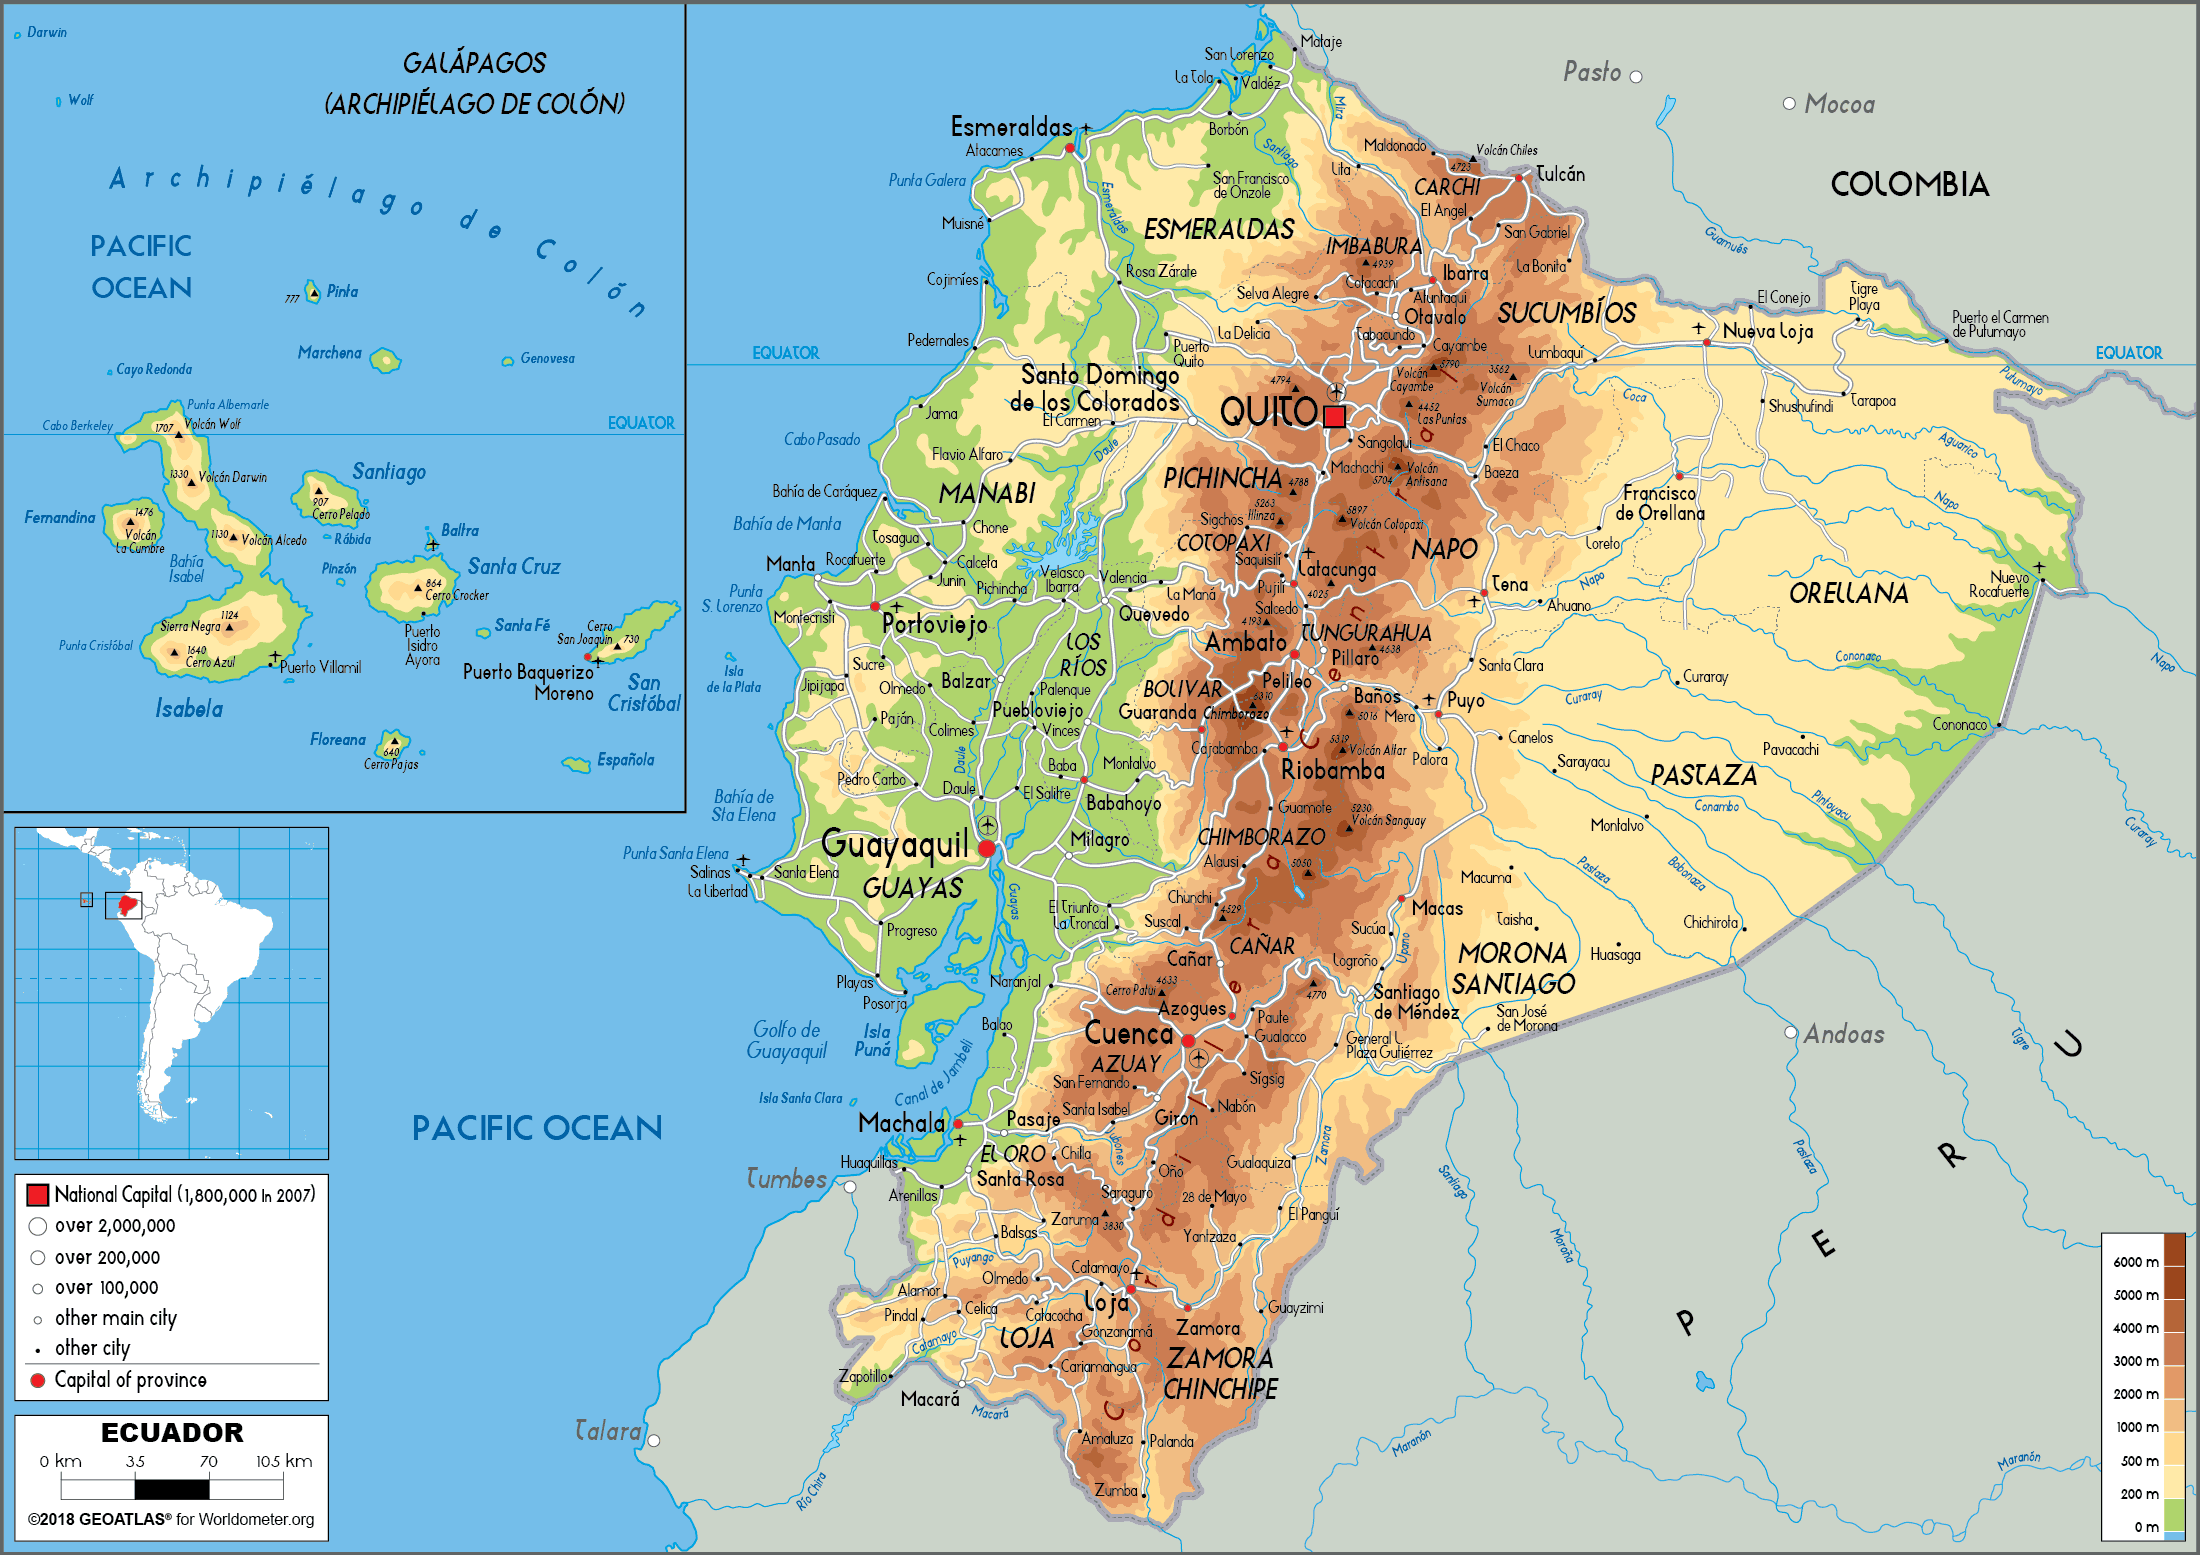 GALÁPAGOS
(ARCHIPIÉLAGO DE COLÓN)
Darwin
Wolf
Archipiélago de Colón
PACIFIC
OCEAN
777
Pinta
Marchena
Genovesa
Cayo Redonda
Punta Albemarle
Cabo Berkeley
1707
Volcán Wolf
EQUATOR
1330
Volcán Darwin
Santiago
907
Cerro Pelado
Fernandina
1476
Volcán
La Cumbre
1130
Volcán Alcedo
Rábida
Baltra
Bahía
Isabel
Pinzón
Santa Cruz
864
Cerro Crocker
1124
Sierra Negra
Punta Cristóbal
1640
Cerro Azul
Puerto Villamil
Isabela
Puerto
Isidro
Ayora
Santa Fé
Cerro
San Joaquín
730
Puerto Baquerizo
Moreno
San
Cristóbal
Floreana
640
Cerro Pajas
Española
Mataje
San Lorenzo
La Tola
Valdéz
Pasto
Mocoa
COLOMBIA
Esmeraldas
Atacames
Borbón
Mira
Santiago
Maldonado
Volcán Chiles
4723
Tulcán
Punta Galera
San Francisco
de Onzole
Lita
CARCHI
El Angel
Muisné
Esmeraldas
ESMERALDAS
IMBABURA
San Gabriel
Guamués
4939
Ibarra
La Bonita
Cojimíes
Rosa Zárate
Selva Alegre
Cotacachi
Atuntaqui
Otavalo
SUCUMBÍOS
El Conejo
Tigre
Playa
Puerto el Carmen
de Putumayo
Pedernales
La Delicia
Tabacundo
Cayambe
Nueva Loja
Lumbaquí
EQUATOR
Puerto
Quito
EQUATOR
Santo Domingo
de los Colorados
4794
Volcán
Cayambe
5790
3562
Volcán
Sumaco
Coca
Putumayo
QUITO
4452
Las Puntas
Shushufindi
Tarapoa
Jama
El Carmen
Cabo Pasado
Sangolqui
El Chaco
Aguarico
Flavio Alfaro
Daule
Machachi
5704
Volcán
Antisana
Baeza
PICHINCHA
4788
MANABI
Bahía de Caráquez
Francisco
de Orellana
Napo
Bahía de Manta
Chone
Sigchos
5263
Ilinza
5897
Volcán Cotopaxi
Tosagua
COTOPAXI
NAPO
Loreto
Manta
Rocafuerte
Calceta
Saquisilí
Latacunga
Junin
Velasco
Ibarra
Valencia
Pujilí
Tena
Napo
Nuevo
Rocafuerte
Punta
S. Lorenzo
Pichincha
La Maná
4025
Ahuano
ORELLANA
Montecristi
Portoviejo
Quevedo
Salcedo
4193
TUNGURAHUA
LOS
RÍOS
Ambato
4638
Pillaro
Santa Clara
Cononaco
Isla
de la Plata
Sucre
Jipijapa
Olmedo
Balzar
Palenque
BOLIVAR
Pelileo
Baños
Curaray
Curaray
Napo
Puebloviejo
Guaranda
6310
Chimborazo
5016
Mera
Puyo
Paján
Colimes
Vinces
Cajabamba
5319
Volcán Altar
Canelos
Pavacachi
Cononaco
Daule
Baba
Montalvo
Riobamba
Palora
Sarayacu
PASTAZA
Pedro Carbo
Daule
El Salitre
Babahoyo
Guamote
5230
Volcán Sanguay
Conambo
Pintoyacu
Curaray
Bahía de
Sta Elena
Montalvo
Guayaquil
Milagro
CHIMBORAZO
Punta Santa Elena
Salinas
Santa Elena
La Libertad
GUAYAS
Guayas
Alausi
5050
Macuma
Pastaza
Bobonaza
El Triunfo
La Troncal
Chunchi
4529
Macas
Taisha
Chichirota
Progreso
Suscal
CAÑAR
Sucúa
Upano
MORONA
SANTIAGO
Huasaga
Cañar
Logroño
Playas
Posorja
Naranjal
4633
Cerro Patui
4770
Santiago
de Méndez
Azogues
Paute
San José
de Morona
Golfo de
Guayaquil
Isla
Puná
Balao
Cuenca
Gualacco
General L
Plaza Gutiérrez
Andoas
Tigre
AZUAY
Canal de Jambelí
San Fernando
Sígsig
Isla Santa Clara
Santa Isabel
Giron
Nabón
PACIFIC OCEAN
Machala
Pasaje
Jubones
Zamora
EL ORO
Chilla
Huaquillas
Santa Rosa
Oño
Gualaquiza
Pastaza
Tumbes
Arenillas
Saraguro
28 de Mayo
Santiago
Zaruma
3830
El Panguí
Balsas
Yantzaza
Moroña
Puyango
Catamayo
Olmedo
Alamor
Loja
Celica
Catacocha
Guayzimi
Pindal
Zamora
Catamayo
LOJA
Gonzanamá
ZAMORA
CHINCHIPE
Cariamangua
Zapotillo
Macará
Macará
Talara
Amaluza
Palanda
Río Chira
Zumba
Marañón
Marañón
Cordillera Central
PERU
National Capital (1,800,000 In 2007)
over 2,000,000
over 200,000
over 100,000
other main city
other city
Capital of province
ECUADOR
0 km 35 70 105 km
©2018 GEOATLAS® for Worldometer.org
6000 m
5000 m
4000 m
3000 m
2000 m
1000 m
500 m
200 m
0 m